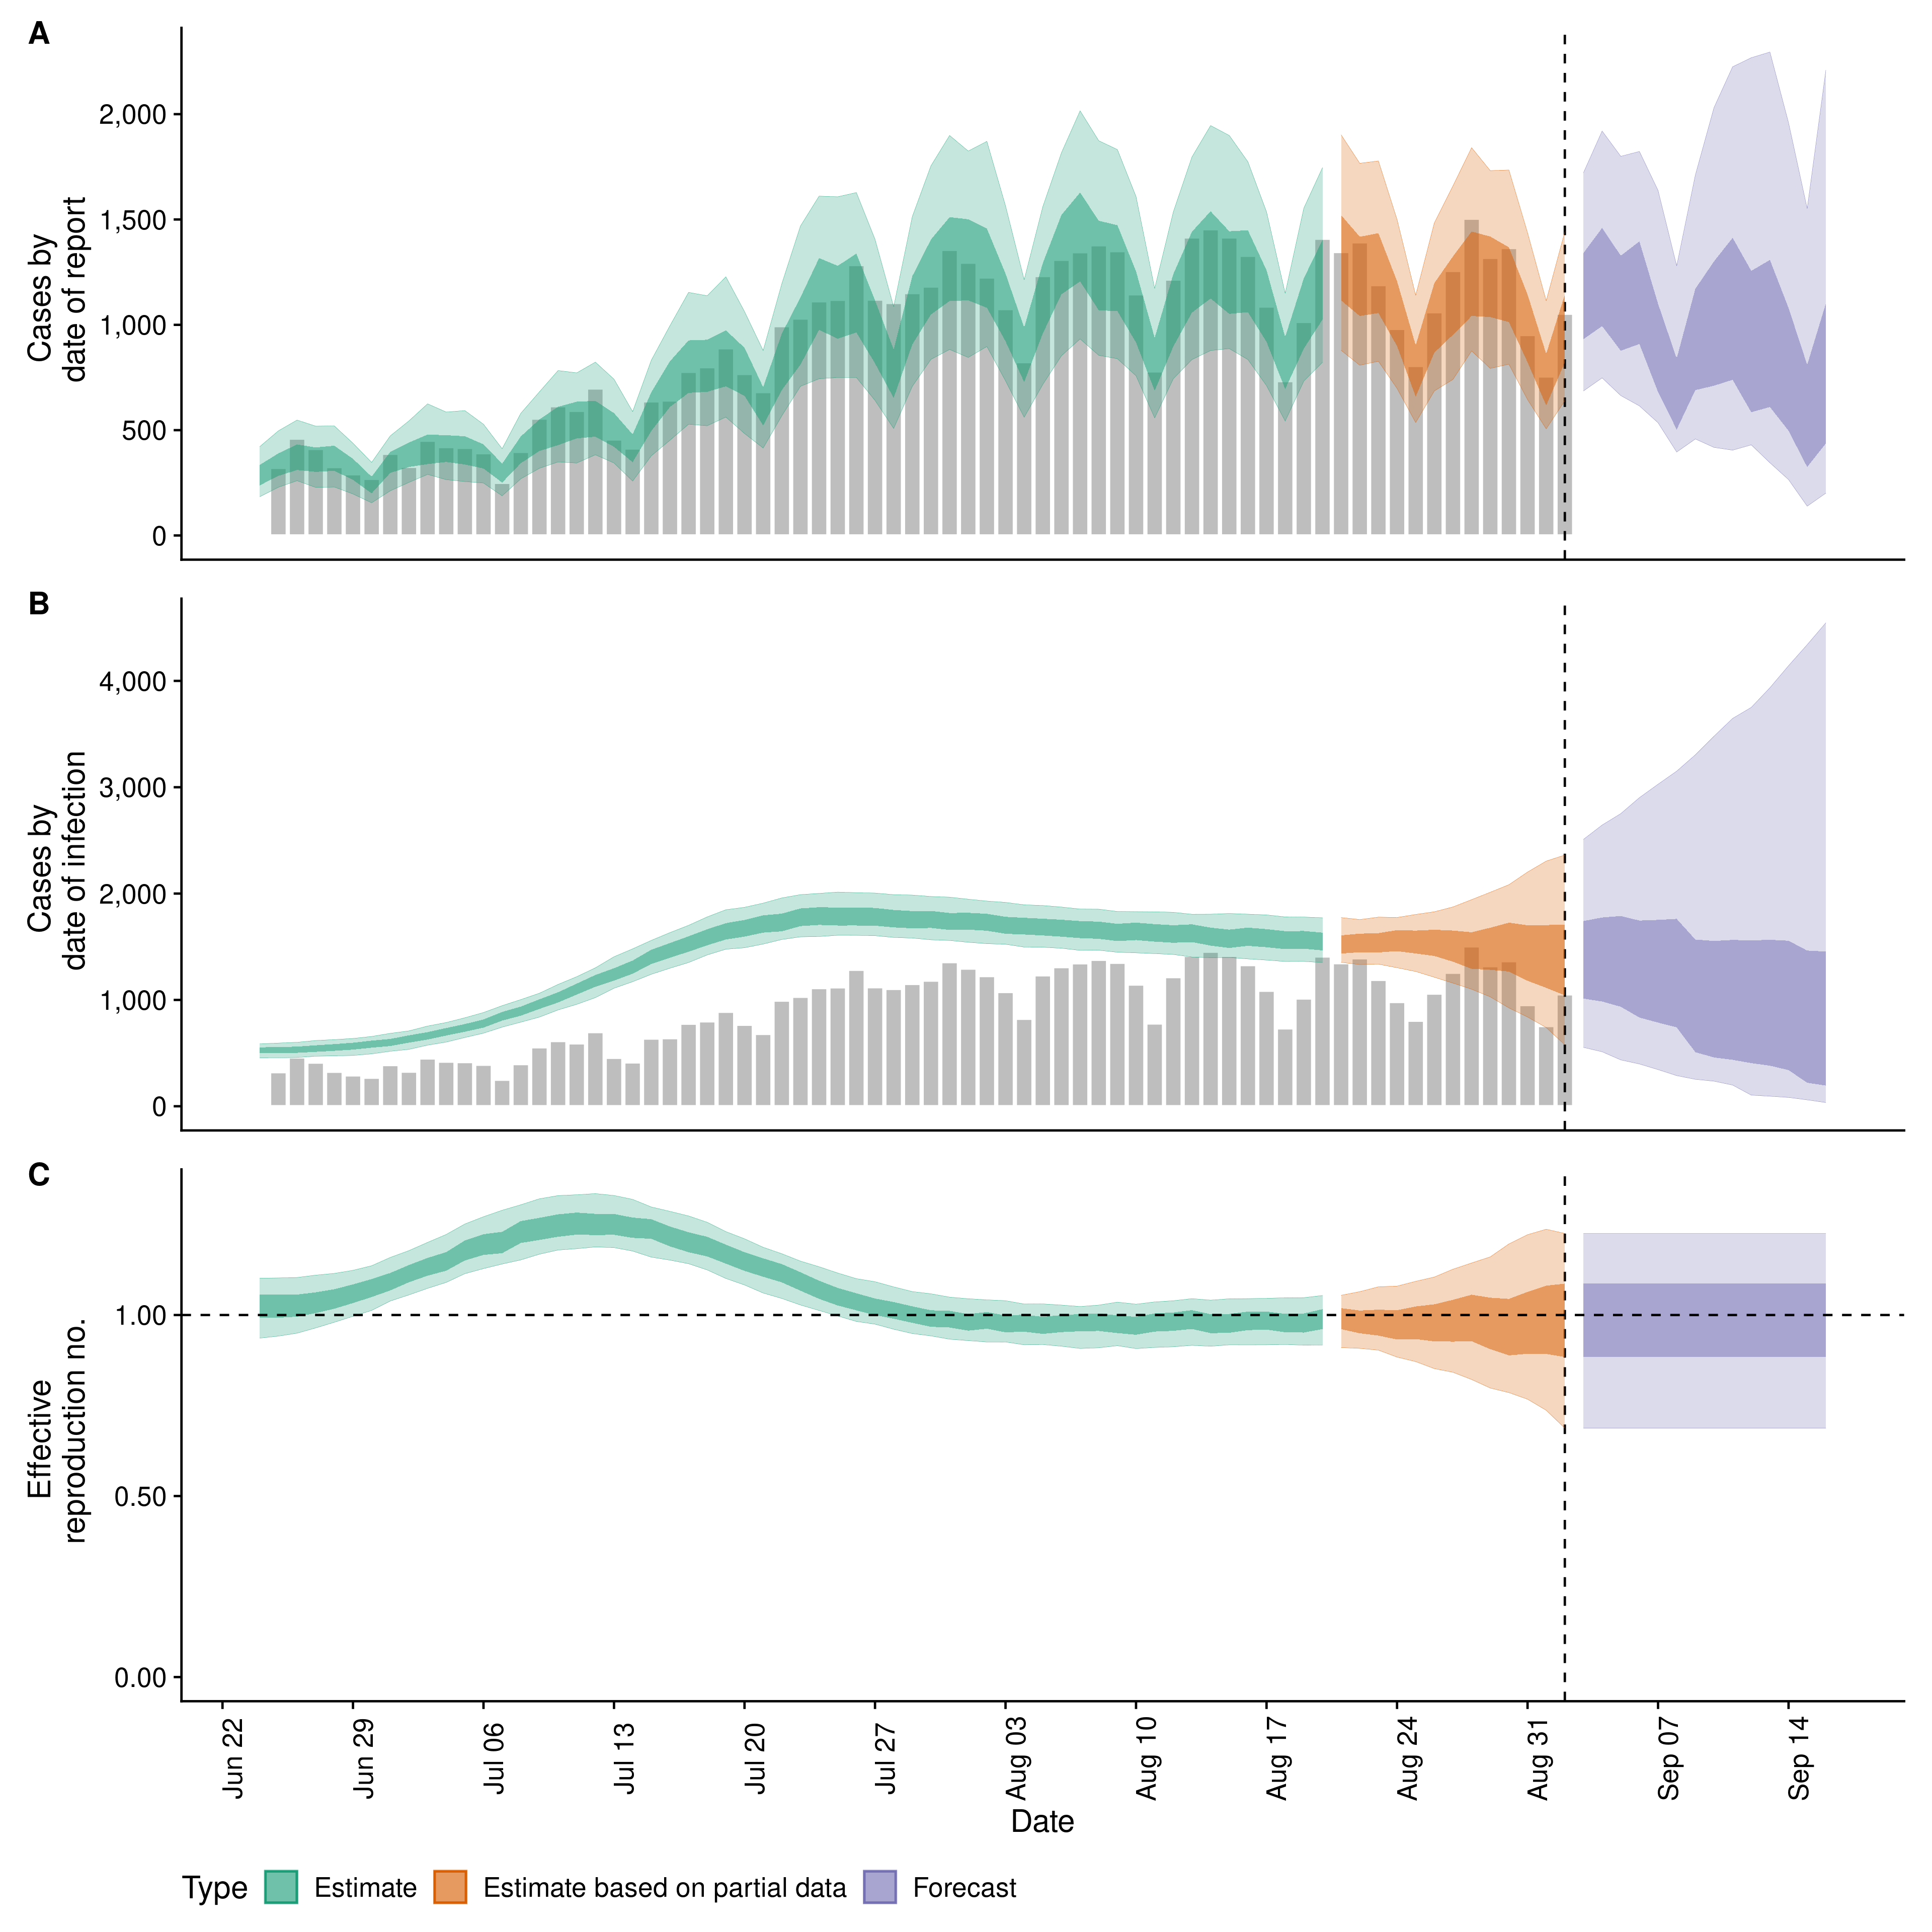 A
Cases by
date of report
2,000
1,500
1,000
500
0
B
Cases by
date of infection
4,000
3,000
2,000
1,000
0
C
Effective
reproduction no.
1.00
0.50
0.00
Jun 22
Jun 29
Jul 06
Jul 13
Jul 20
Jul 27
Aug 03
Aug 10
Aug 17
Aug 24
Aug 31
Sep 07
Sep 14
Date
Type Estimate Estimate based on partial data Forecast